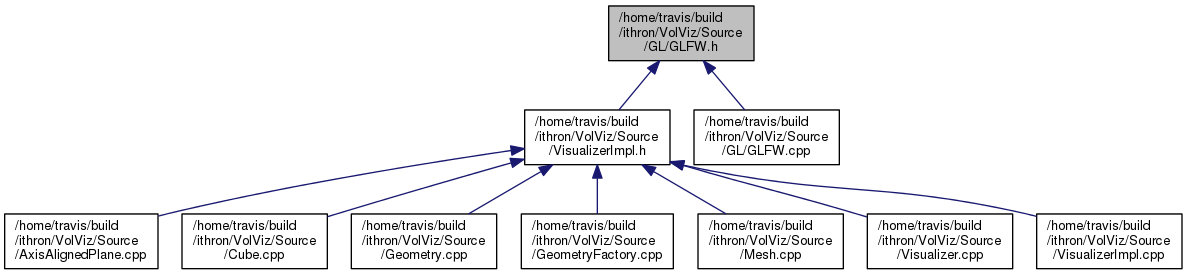 /home/travis/build
/ithron/VolViz/Source
/GL/GLFW.h
/home/travis/build
/ithron/VolViz/Source
/VisualizerImpl.h
/home/travis/build
/ithron/VolViz/Source
/GL/GLFW.cpp
/home/travis/build
/ithron/VolViz/Source
/AxisAlignedPlane.cpp
/home/travis/build
/ithron/VolViz/Source
/Cube.cpp
/home/travis/build
/ithron/VolViz/Source
/Geometry.cpp
/home/travis/build
/ithron/VolViz/Source
/GeometryFactory.cpp
/home/travis/build
/ithron/VolViz/Source
/Mesh.cpp
/home/travis/build
/ithron/VolViz/Source
/Visualizer.cpp
/home/travis/build
/ithron/VolViz/Source
/VisualizerImpl.cpp